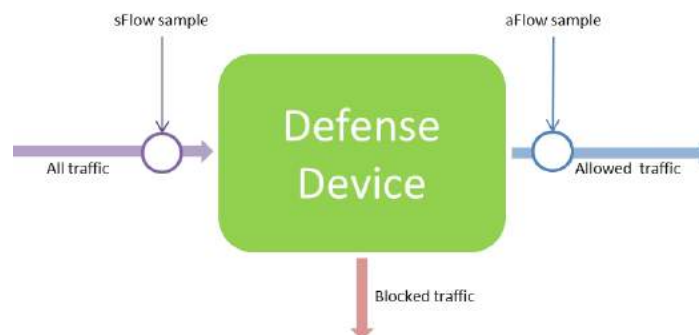 sFlow sample
aFlow sample
Defense
Device
All traffic
Allowed traffic
Blocked traffic